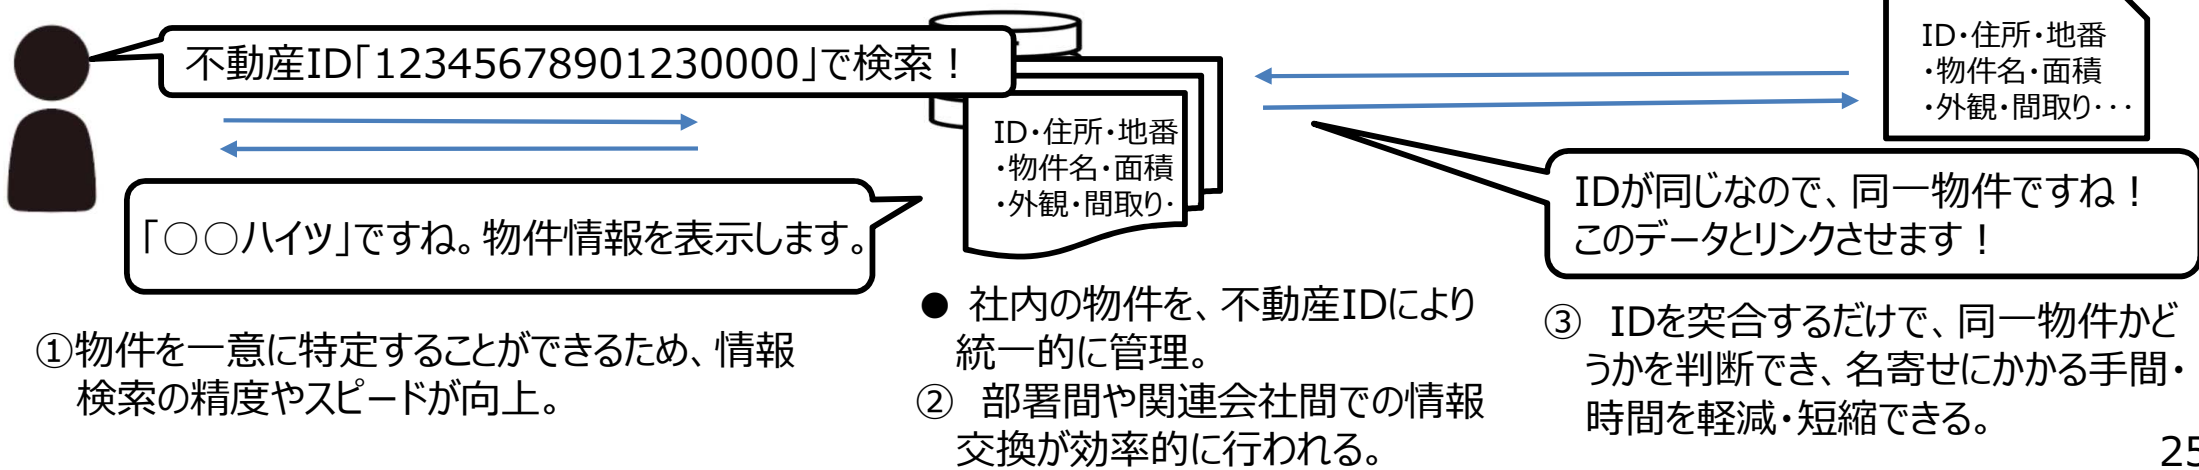 不動産ID「12345678901230000」で検索！
「○○ハイツ」ですね。物件情報を表示します。
①物件を一意に特定することができるため、情報
検索の精度やスピードが向上。
ID・住所・地番
・物件名・面積
・外観・間取り・
● 社内の物件を、不動産IDにより
統一的に管理。
② 部署間や関連会社間での情報
交換が効率的に行われる。
ID・住所・地番
・物件名・面積
・外観・間取り・・・
IDが同じなので、同一物件ですね！
このデータとリンクさせます！
③ IDを突合するだけで、同一物件かど
うかを判断でき、名寄せにかかる手間・
時間を軽減・短縮できる。
25